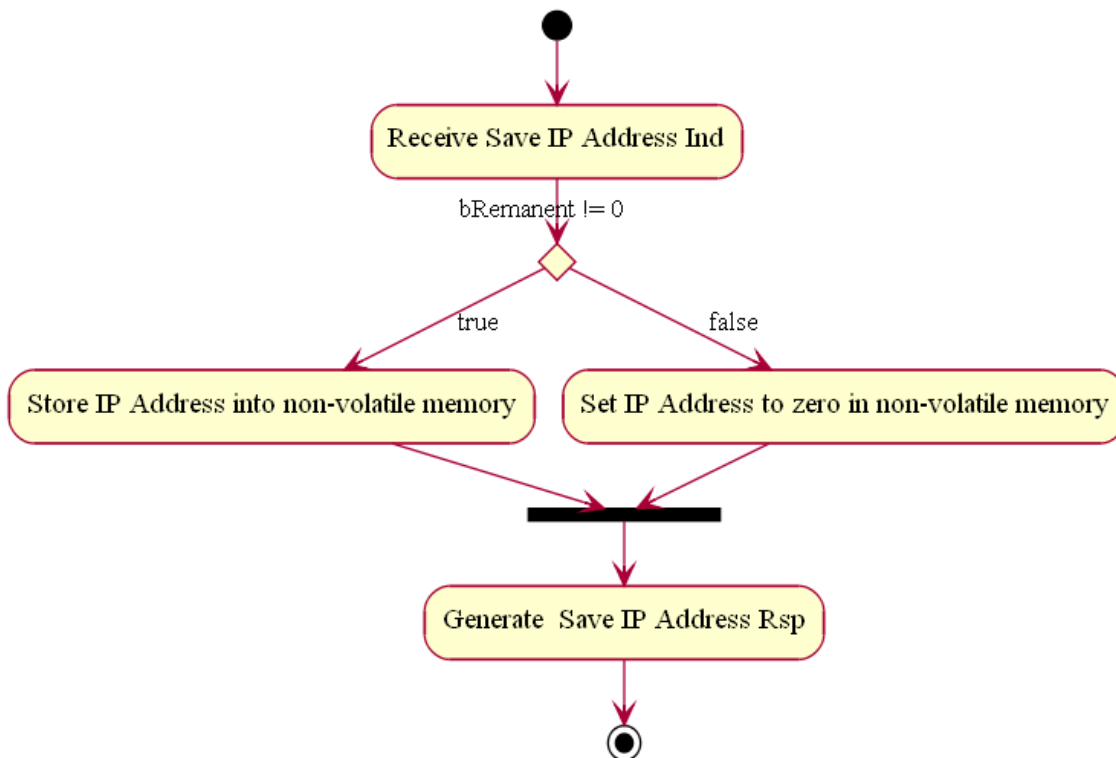 Receive Save IP Address Ind
bRemanent != 0
true
false
Store IP Address into non-volatile memory
Set IP Address to zero in non-volatile memory
Generate  Save IP Address Rsp